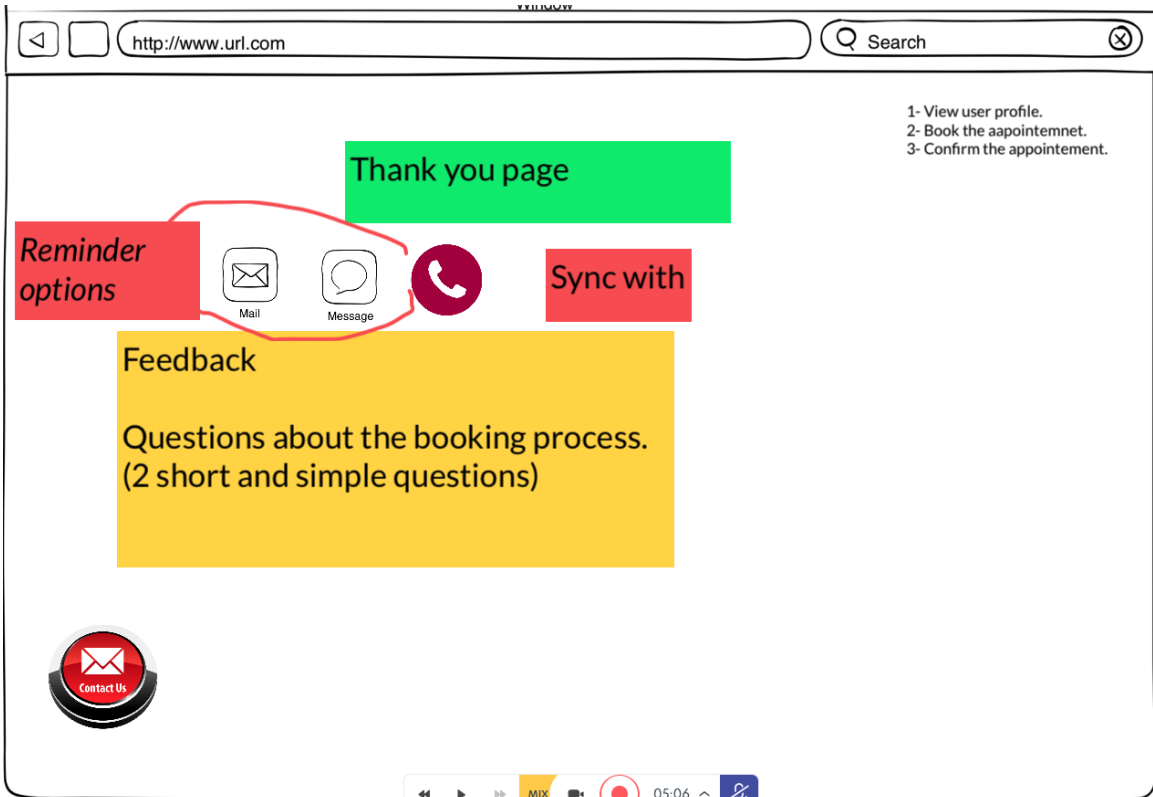 Window
http://www.url.com
Search
1- View user profile.
2- Book the aapointemnet.
3- Confirm the appointement.
Thank you page
Reminder
options
Mail
Message
Sync with
Feedback
Questions about the booking process.
(2 short and simple questions)
Contact Us
MIX
05:06